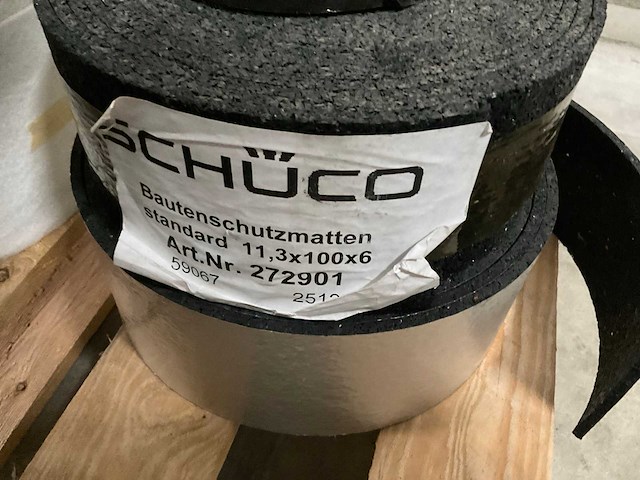 SCHÜCO
Bautenschutzmatten
standard 11,3x100x6
Art.Nr. 272901
59067